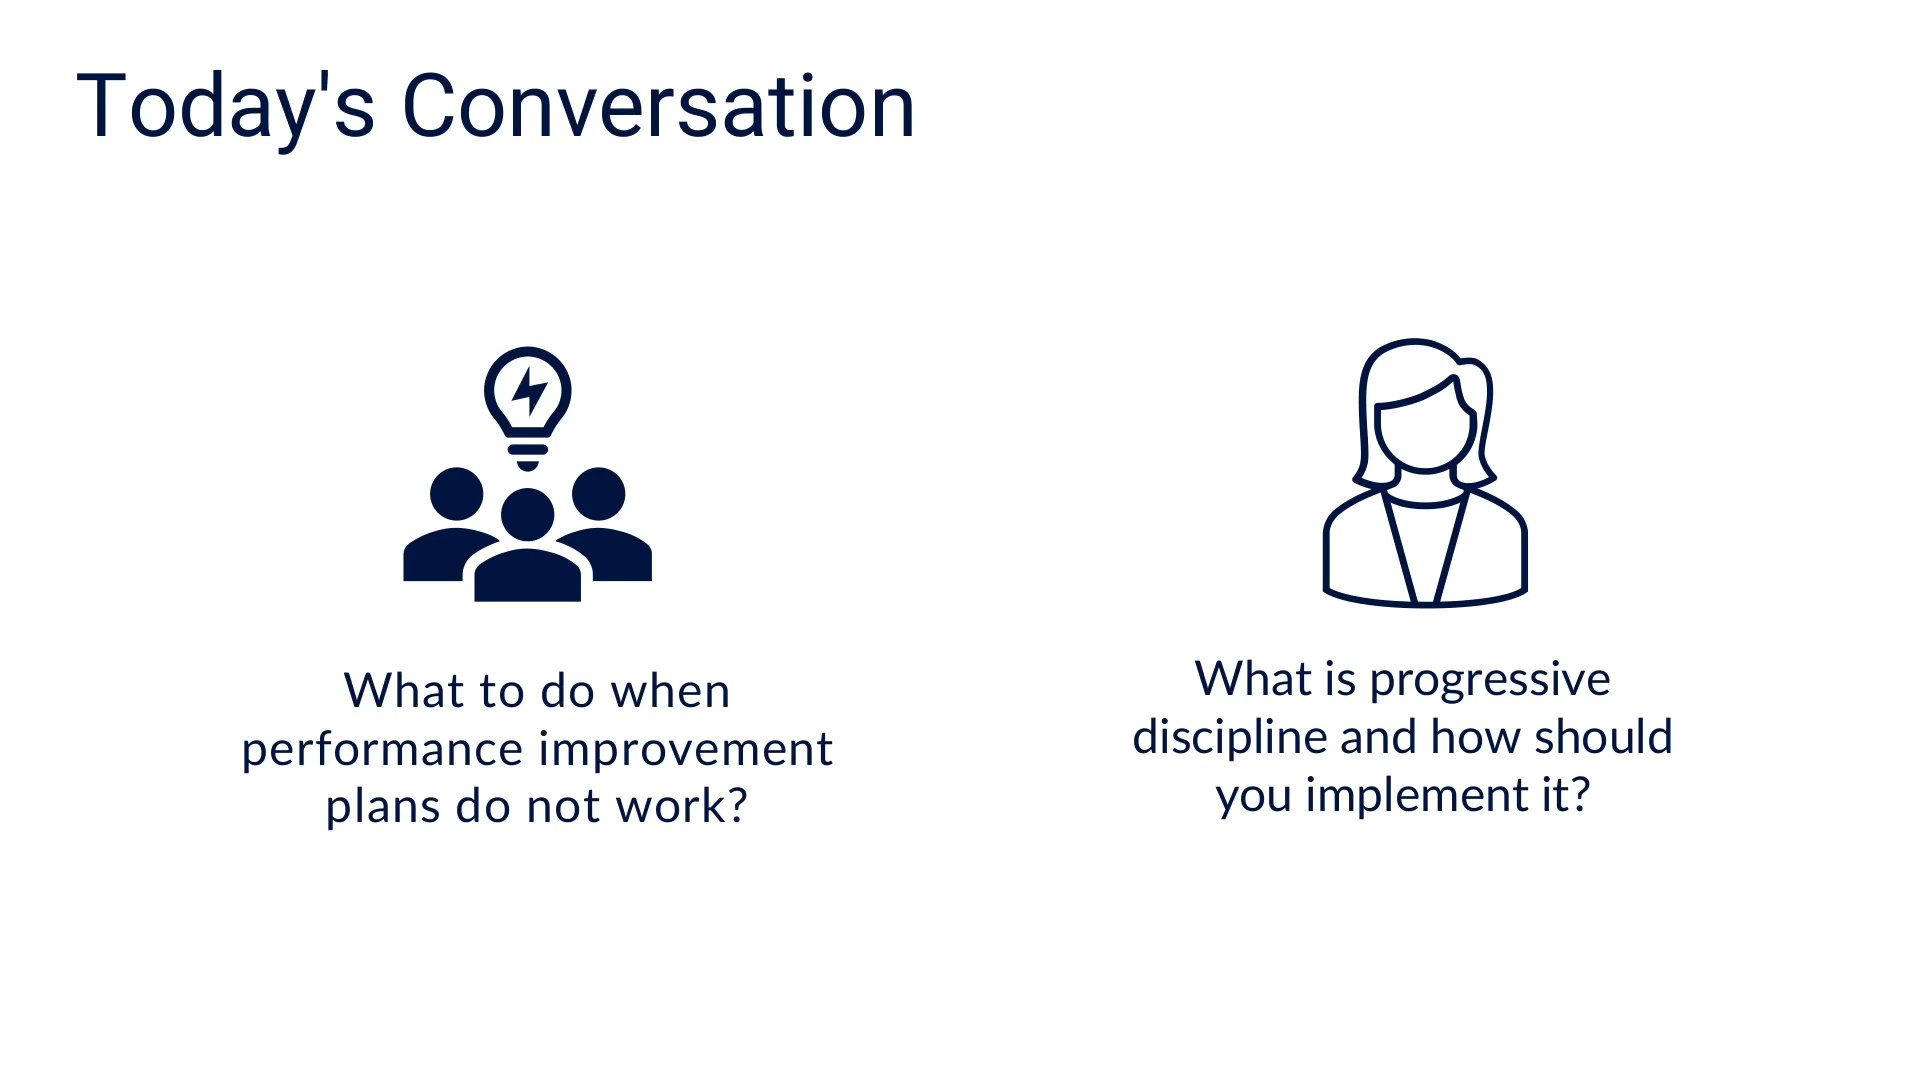 Today's Conversation
What to do when
performance improvement
plans do not work?
What is progressive
discipline and how should
you implement it?